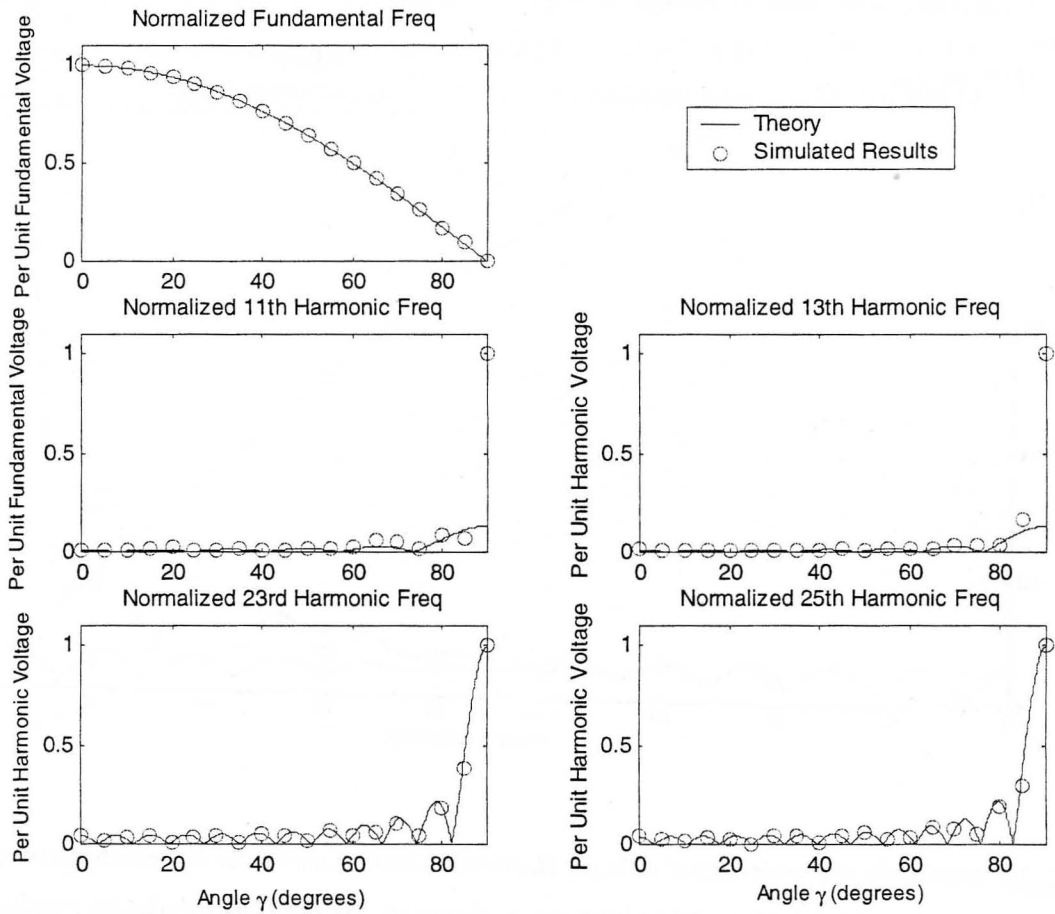 Normalized Fundamental Freq
Per Unit Fundamental Voltage
1
0.5
0
0 20 40 60 80
Theory
Simulated Results
Normalized 11th Harmonic Freq
Per Unit Fundamental Voltage
1
0.5
0
0 20 40 60 80
Normalized 13th Harmonic Freq
Per Unit Harmonic Voltage
1
0.5
0
0 20 40 60 80
Normalized 23rd Harmonic Freq
Per Unit Harmonic Voltage
1
0.5
0
0 20 40 60 80
Angle γ (degrees)
Normalized 25th Harmonic Freq
Per Unit Harmonic Voltage
1
0.5
0
0 20 40 60 80
Angle γ (degrees)